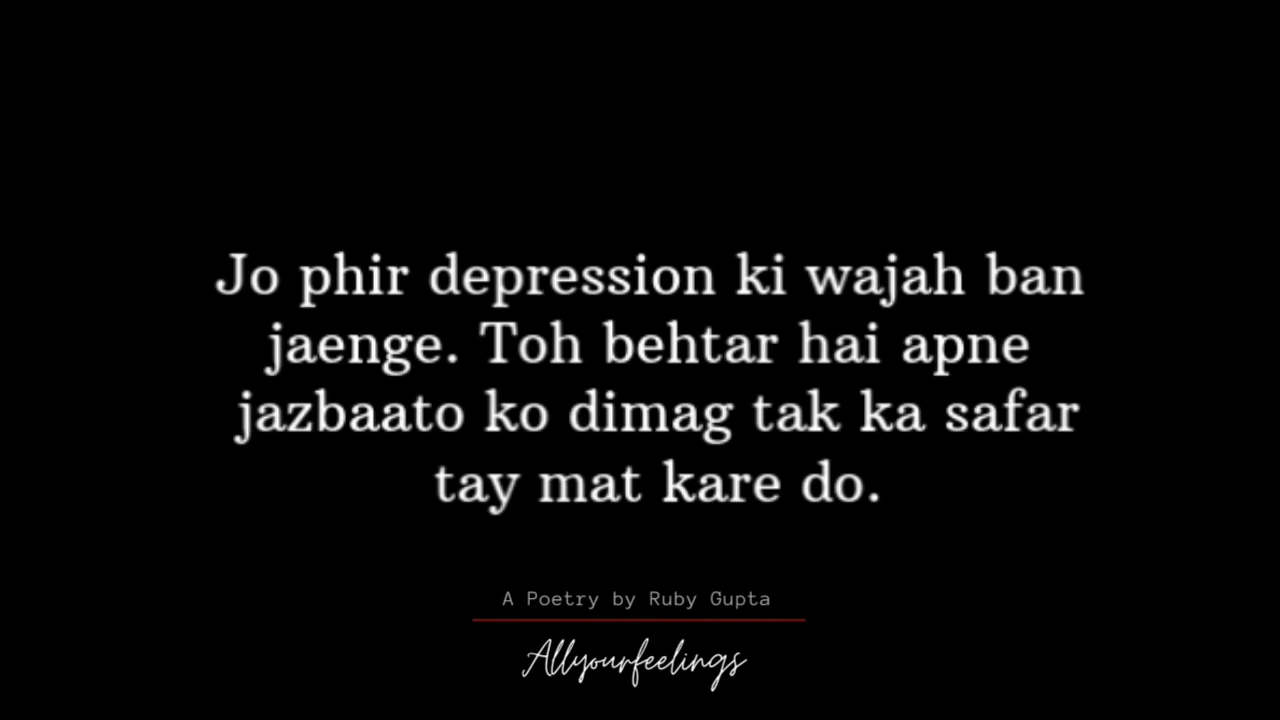 Jo phir depression ki wajah ban
jaenge. Toh behtar hai apne
jazbaato ko dimag tak ka safar
tay mat kare do.
A Poetry by Ruby Gupta
Allyourfeelings